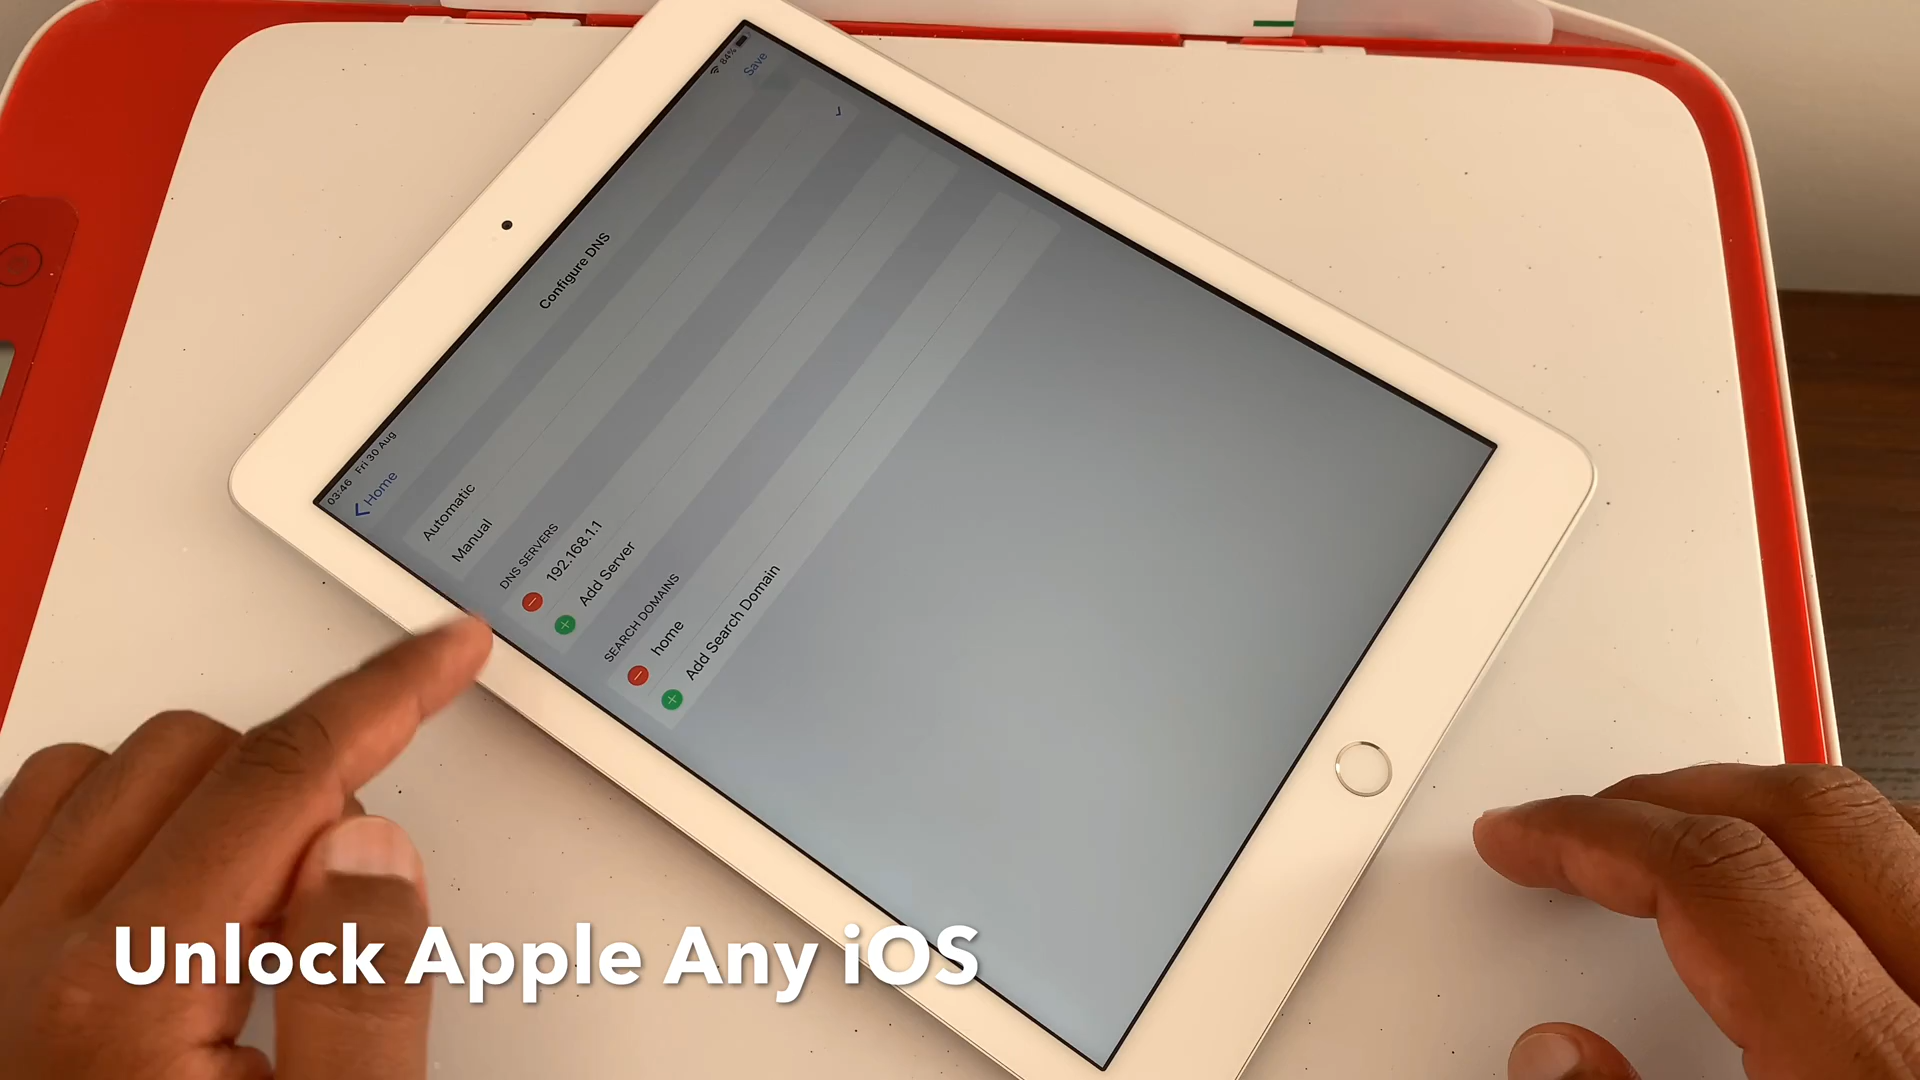 03:46 Fri 30 Aug
84%
Home
Configure DNS
Save
Automatic
Manual
DNS SERVERS
192.168.1.1
Add Server
SEARCH DOMAINS
home
Add Search Domain
Unlock Apple Any iOS